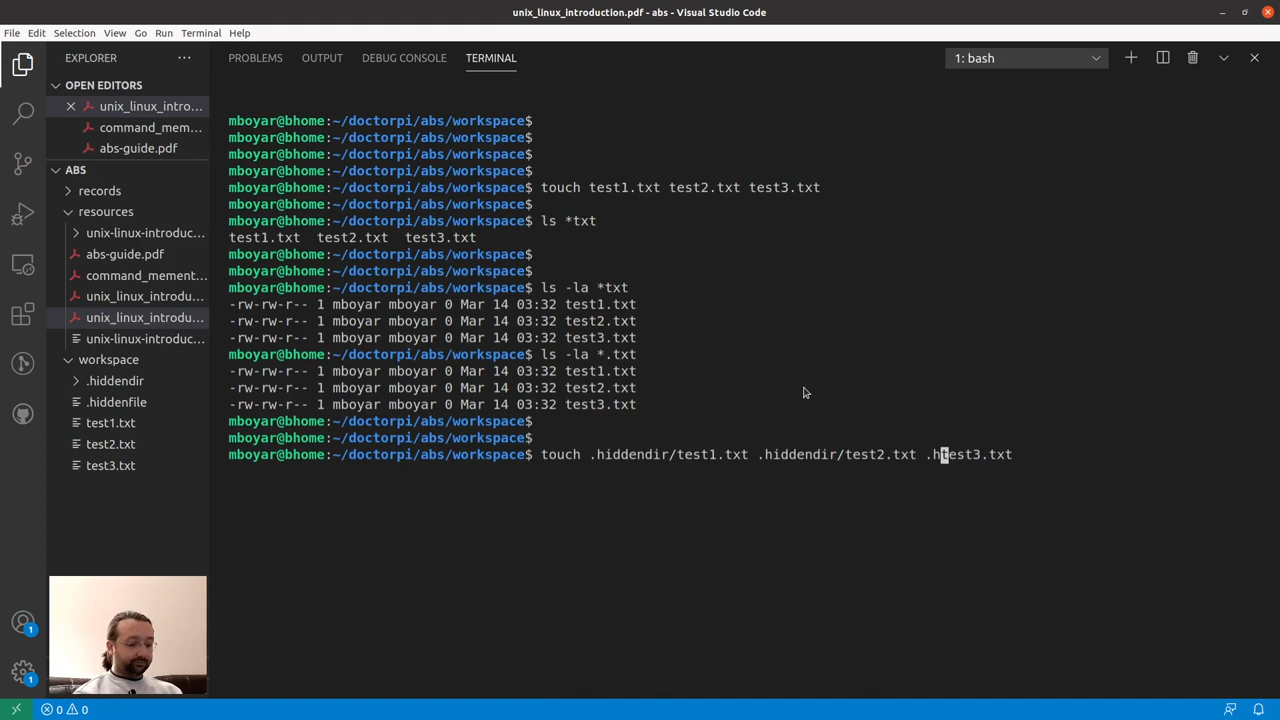 unix_linux_introduction.pdf - abs - Visual Studio Code
File Edit Selection View Go Run Terminal Help
EXPLORER ···
PROBLEMS OUTPUT DEBUG CONSOLE TERMINAL
1: bash
OPEN EDITORS
unix_linux_intro...
command_mem...
abs-guide.pdf
ABS
records
resources
unix-linux-introduc...
abs-guide.pdf
command_mement...
unix_linux_introdu...
unix_linux_introdu...
unix-linux-introduc...
workspace
.hiddendir
.hiddenfile
test1.txt
test2.txt
test3.txt
mboyar@bhome:~/doctorpi/abs/workspace$
mboyar@bhome:~/doctorpi/abs/workspace$
mboyar@bhome:~/doctorpi/abs/workspace$
mboyar@bhome:~/doctorpi/abs/workspace$
mboyar@bhome:~/doctorpi/abs/workspace$ touch test1.txt test2.txt test3.txt
mboyar@bhome:~/doctorpi/abs/workspace$
mboyar@bhome:~/doctorpi/abs/workspace$ ls *txt
test1.txt  test2.txt  test3.txt
mboyar@bhome:~/doctorpi/abs/workspace$
mboyar@bhome:~/doctorpi/abs/workspace$
mboyar@bhome:~/doctorpi/abs/workspace$ ls -la *txt
-rw-rw-r-- 1 mboyar mboyar 0 Mar 14 03:32 test1.txt
-rw-rw-r-- 1 mboyar mboyar 0 Mar 14 03:32 test2.txt
-rw-rw-r-- 1 mboyar mboyar 0 Mar 14 03:32 test3.txt
mboyar@bhome:~/doctorpi/abs/workspace$ ls -la *.txt
-rw-rw-r-- 1 mboyar mboyar 0 Mar 14 03:32 test1.txt
-rw-rw-r-- 1 mboyar mboyar 0 Mar 14 03:32 test2.txt
-rw-rw-r-- 1 mboyar mboyar 0 Mar 14 03:32 test3.txt
mboyar@bhome:~/doctorpi/abs/workspace$
mboyar@bhome:~/doctorpi/abs/workspace$
mboyar@bhome:~/doctorpi/abs/workspace$ touch .hiddendir/test1.txt .hiddendir/test2.txt .htest3.txt
1
1
0 0